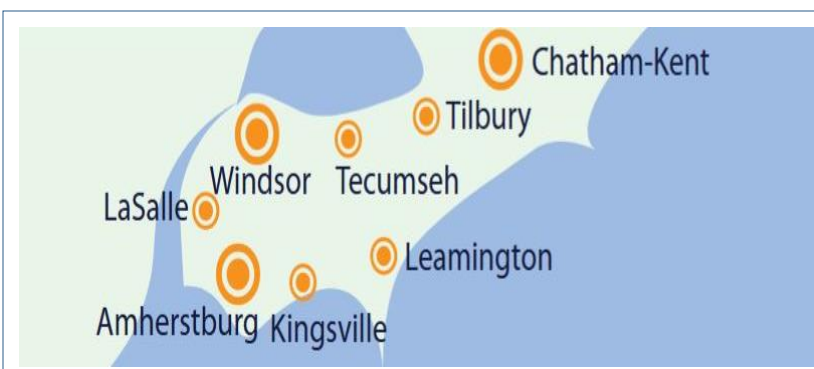 Chatham-Kent
Tilbury
Windsor
Tecumseh
LaSalle
Leamington
Amherstburg
Kingsville